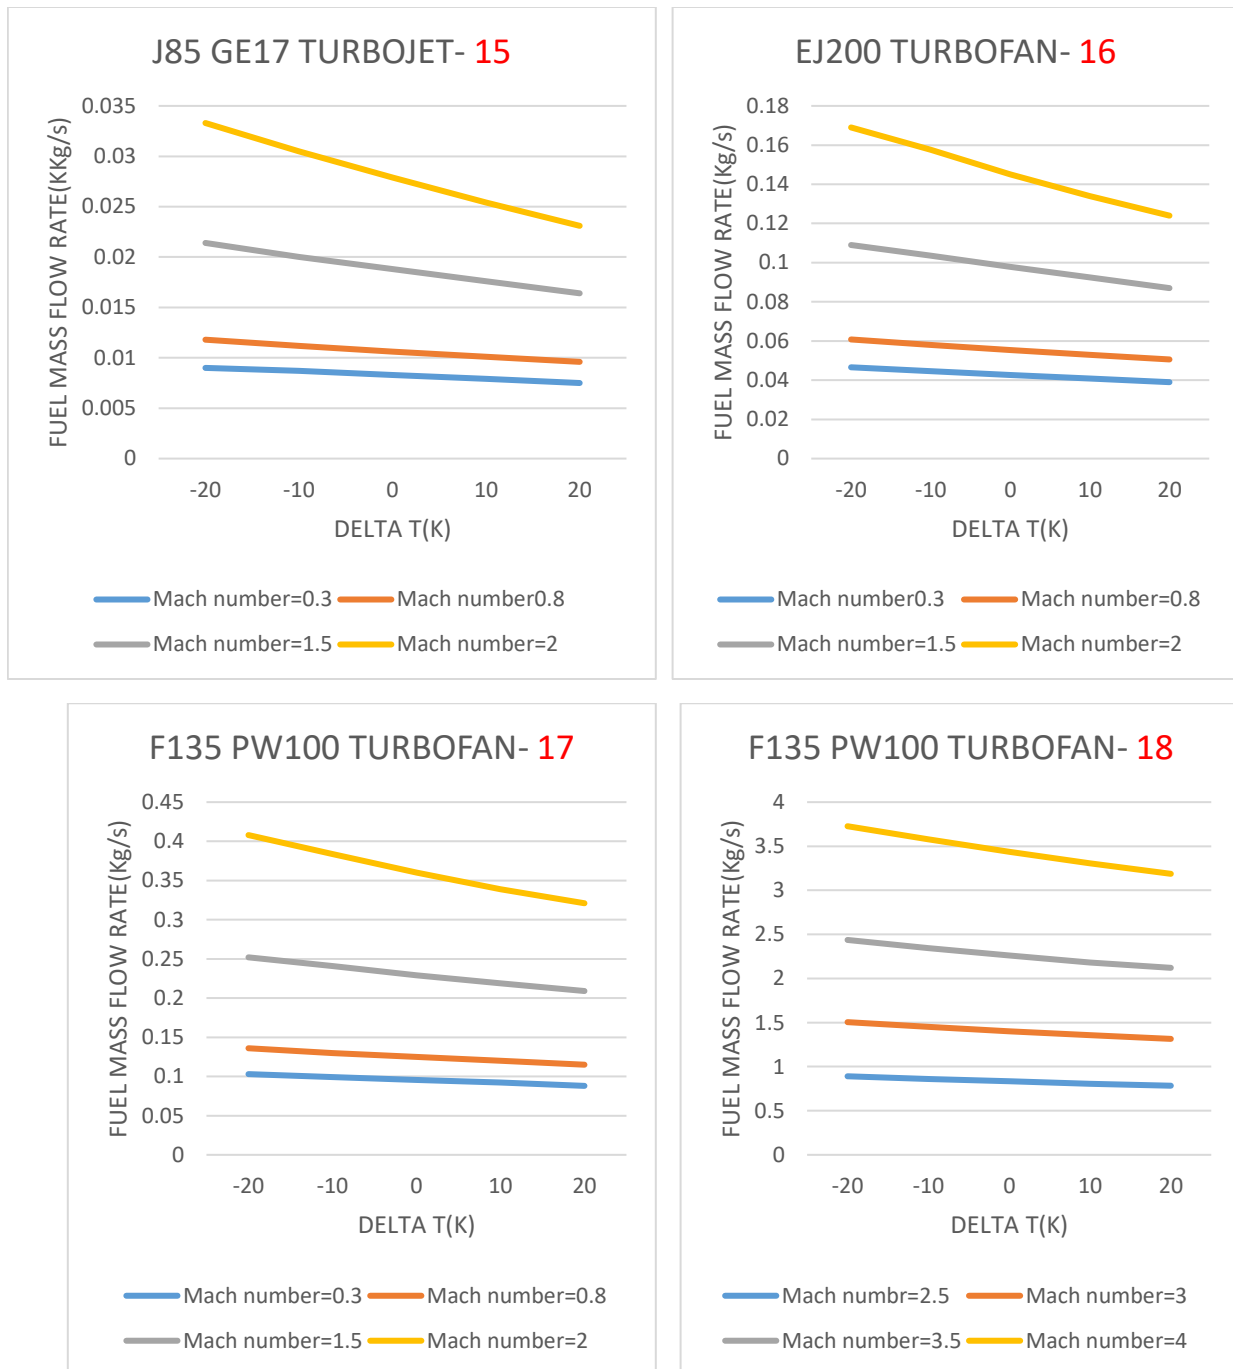 J85 GE17 TURBOJET- 15
FUEL MASS FLOW RATE(KKg/s)
0.035
0.03
0.025
0.02
0.015
0.01
0.005
0
-20 -10 0 10 20
DELTA T(K)
Mach number=0.3 Mach number0.8
Mach number=1.5 Mach number=2
EJ200 TURBOFAN- 16
FUEL MASS FLOW RATE(Kg/s)
0.18
0.16
0.14
0.12
0.1
0.08
0.06
0.04
0.02
0
-20 -10 0 10 20
DELTA T(K)
Mach number0.3 Mach number=0.8
Mach number=1.5 Mach number=2
F135 PW100 TURBOFAN- 17
FUEL MASS FLOW RATE(Kg/s)
0.45
0.4
0.35
0.3
0.25
0.2
0.15
0.1
0.05
0
-20 -10 0 10 20
DELTA T(K)
Mach number=0.3 Mach number=0.8
Mach number=1.5 Mach number=2
F135 PW100 TURBOFAN- 18
FUEL MASS FLOW RATE(Kg/s)
4
3.5
3
2.5
2
1.5
1
0.5
0
-20 -10 0 10 20
DELTA T(K)
Mach numbr=2.5 Mach number=3
Mach number=3.5 Mach number=4